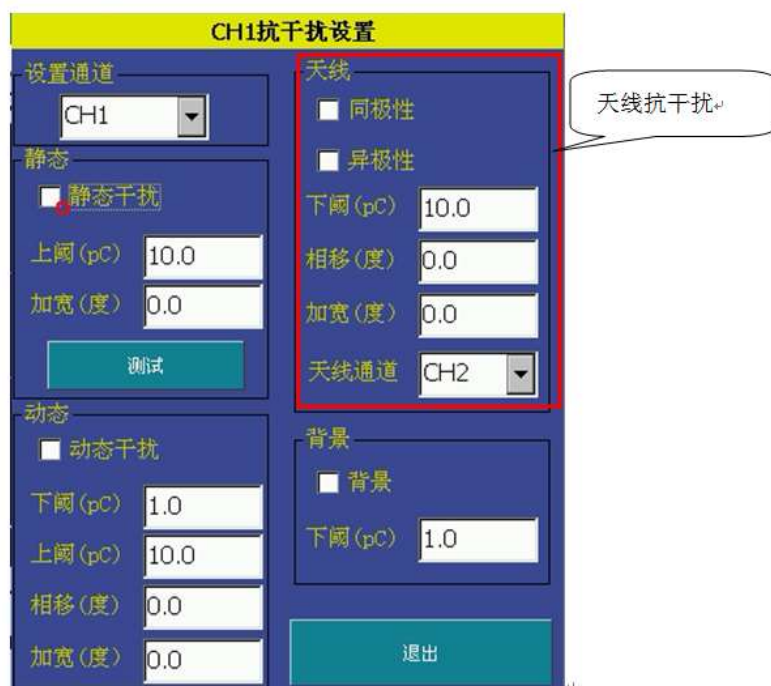 CH1抗干扰设置
设置通道
CH1
静态
静态干扰
上阈(pC) 10.0
加宽(度) 0.0
测试
动态
动态干扰
下阈(pC) 1.0
上阈(pC) 10.0
相移(度) 0.0
加宽(度) 0.0
天线
同极性
异极性
下阈(pC) 10.0
相移(度) 0.0
加宽(度) 0.0
天线通道 CH2
背景
背景
下阈(pC) 1.0
退出
天线抗干扰